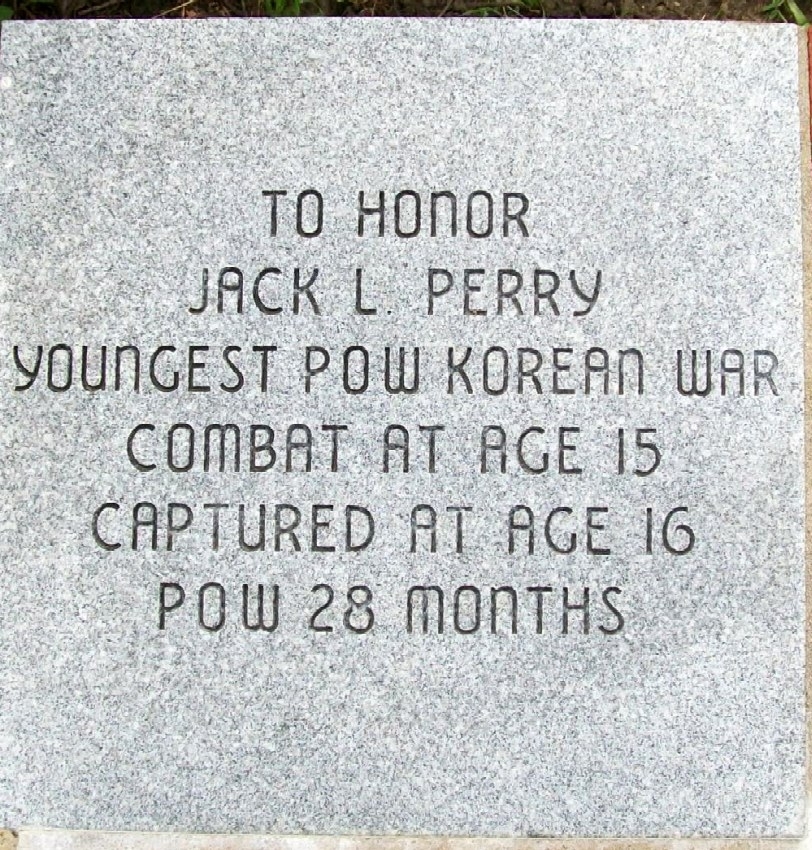 TO HONOR
JACK L. PERRY
YOUNGEST POW KOREAN WAR
COMBAT AT AGE 15
CAPTURED AT AGE 16
POW 28 MONTHS